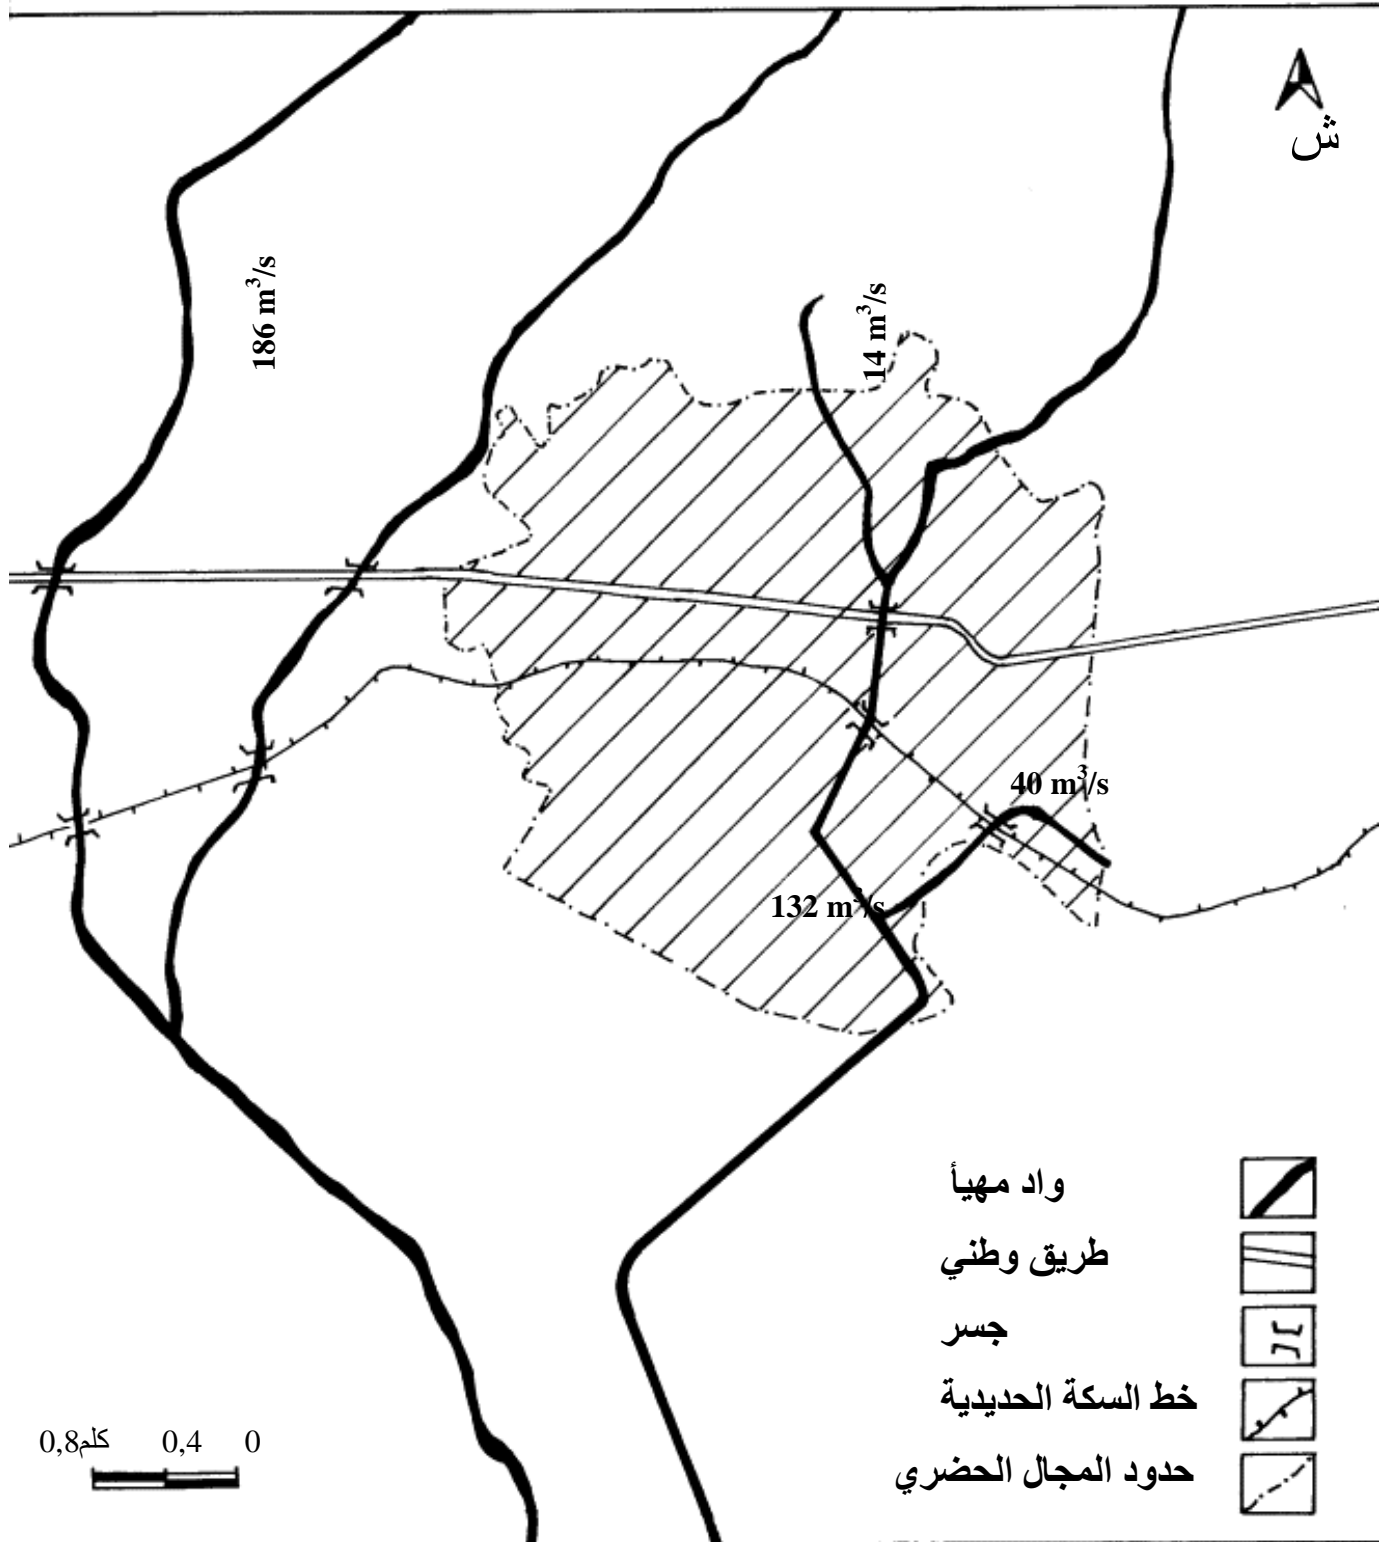 ش
186 m³/s
14 m³/s
40 m³/s
132 m³/s
واد مهيأ
طريق وطني
جسر
خط السكة الحديدية
حدود المجال الحضري
0,8كلم 0,4 0